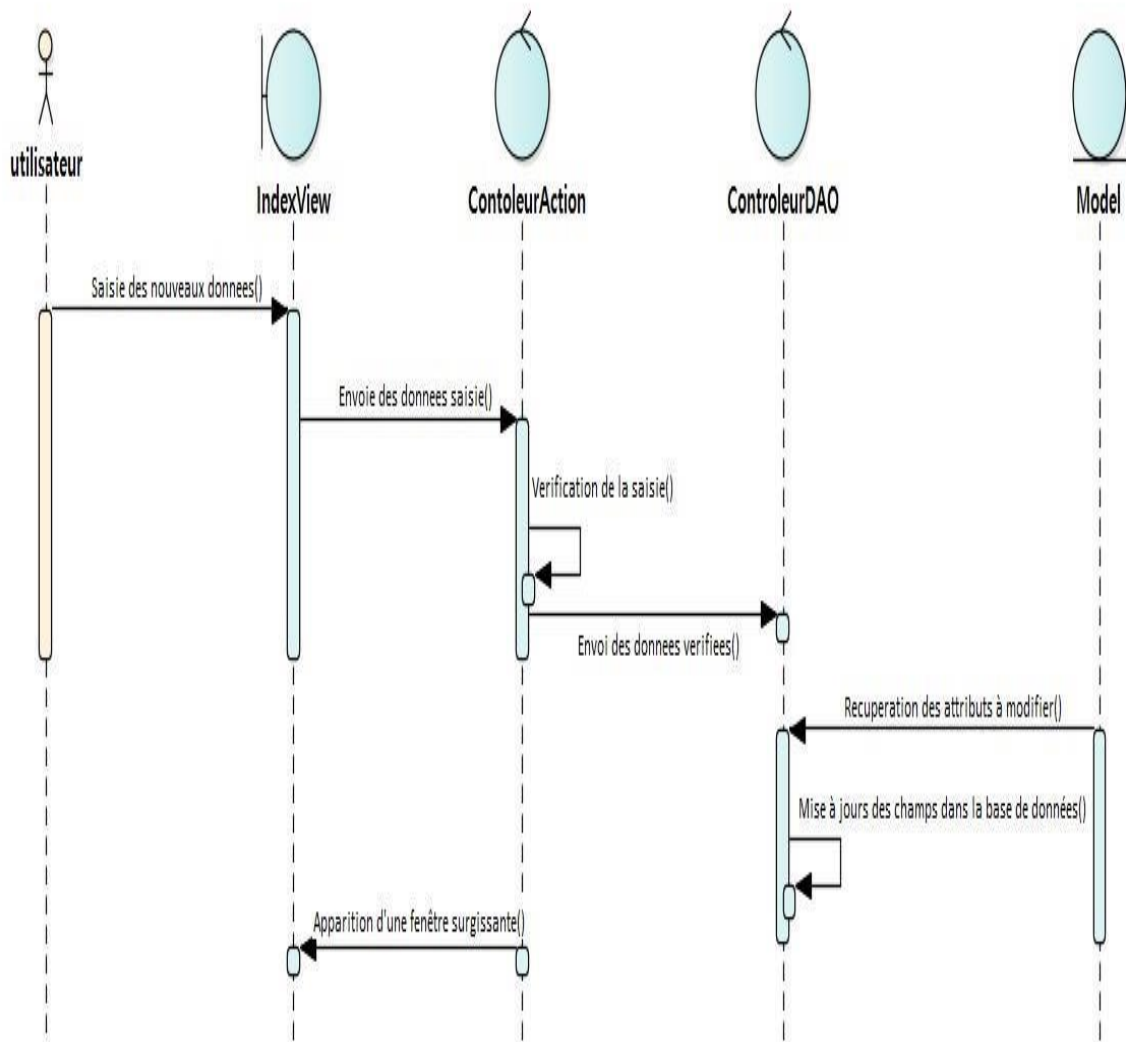 utilisateur
IndexView
ContoleurAction
ControleurDAO
Model
Saisie des nouveaux donnees()
Envoie des donnees saisie()
Verification de la saisie()
Envoi des donnees verifiees()
Recuperation des attributs à modifier()
Mise à jours des champs dans la base de données()
Apparition d'une fenêtre surgissante()